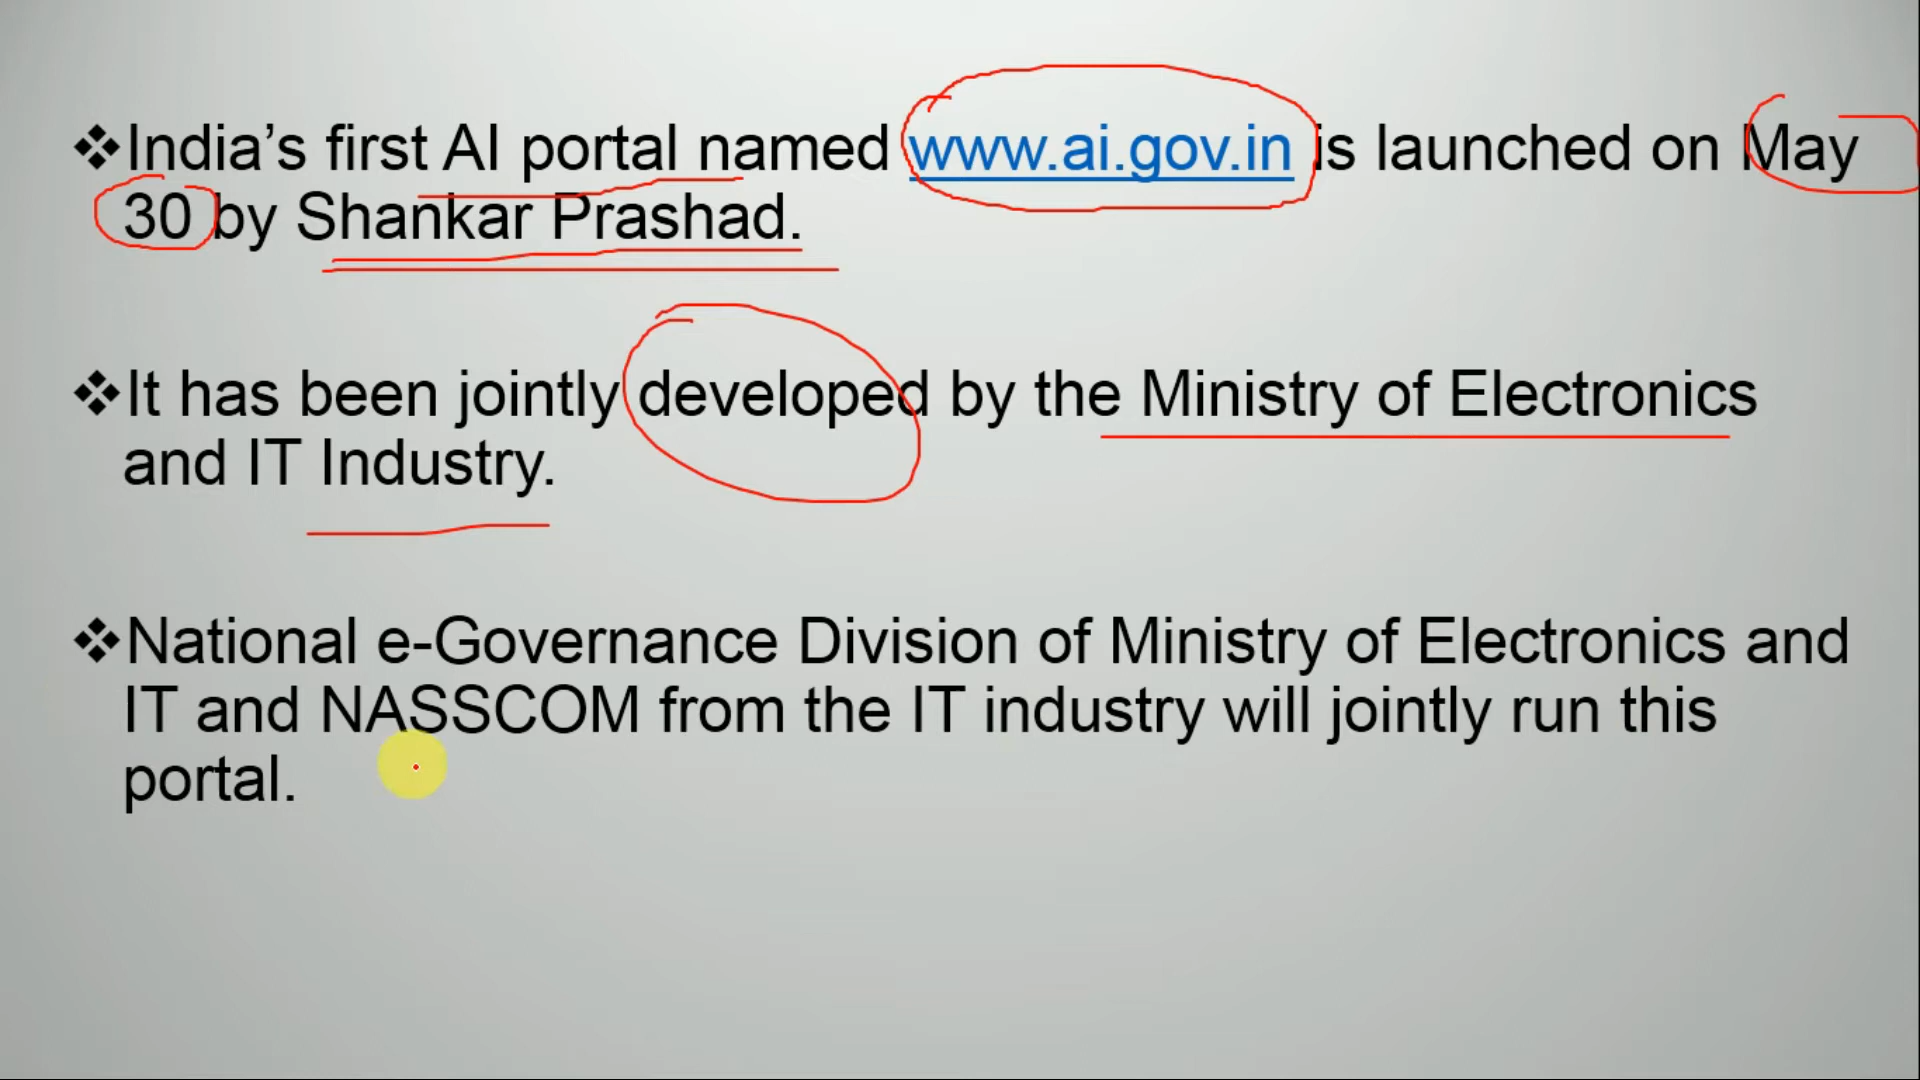 ❖India’s first AI portal named www.ai.gov.in is launched on May
30 by Shankar Prashad.
❖It has been jointly developed by the Ministry of Electronics
and IT Industry.
❖National e-Governance Division of Ministry of Electronics and
IT and NASSCOM from the IT industry will jointly run this
portal.